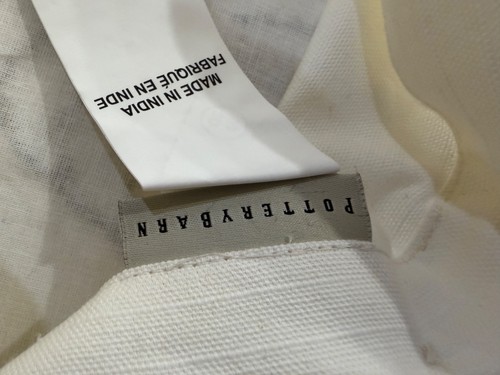 MADE IN INDIA
FABRIQUÉ EN INDE
POTTERYBARN